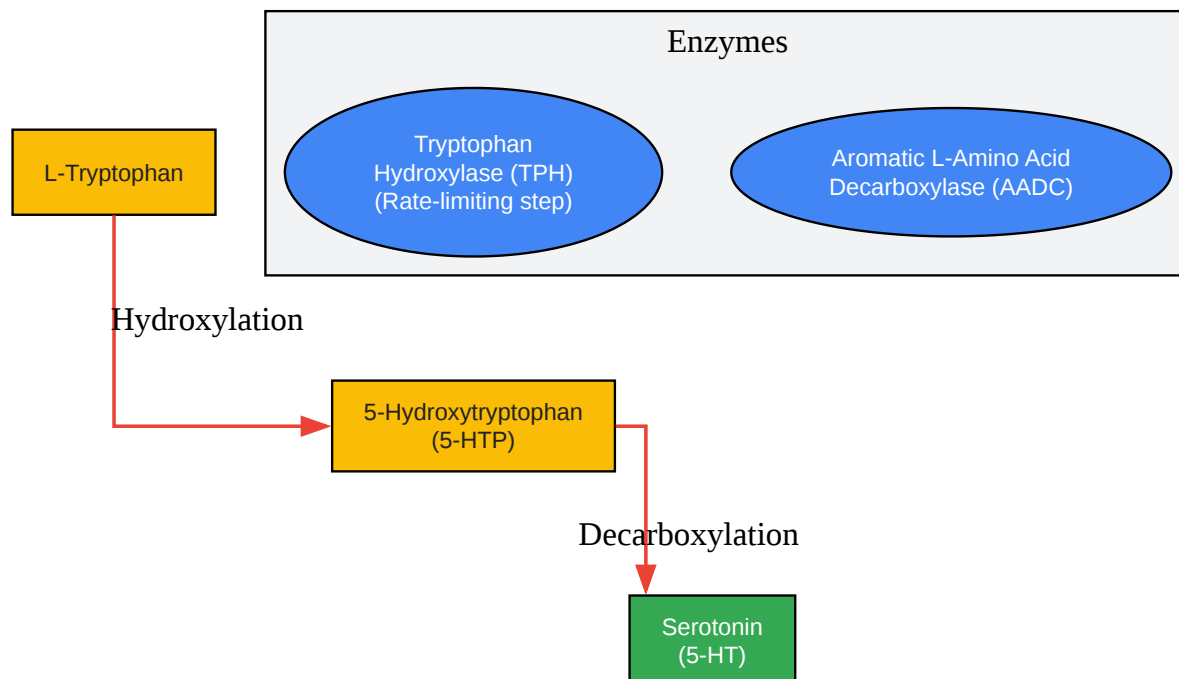 Enzymes
L-Tryptophan
Tryptophan
Hydroxylase (TPH)
(Rate-limiting step)
Aromatic L-Amino Acid
Decarboxylase (AADC)
Hydroxylation
5-Hydroxytryptophan
(5-HTP)
Decarboxylation
Serotonin
(5-HT)